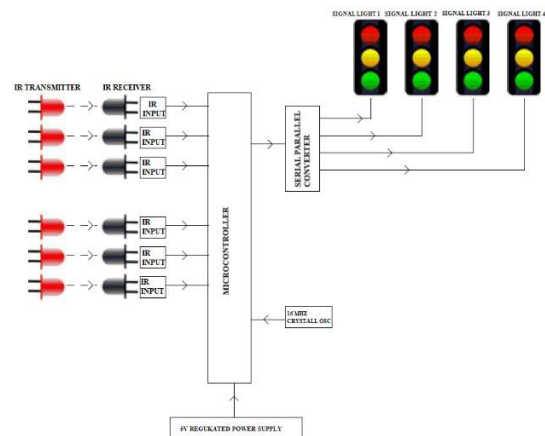 SIGNAL LIGHT 1 SIGNAL LIGHT 2 SIGNAL LIGHT 3 SIGNAL LIGHT 4
IR TRANSMITTER IR RECEIVER
IR
INPUT
IR
INPUT
IR
INPUT
IR
INPUT
IR
INPUT
IR
INPUT
MICROCONTROLLER
SERIAL PARALLEL
CONVERTER
16 MHZ
CRYSTALL OSC
5V REGUKATED POWER SUPPLY